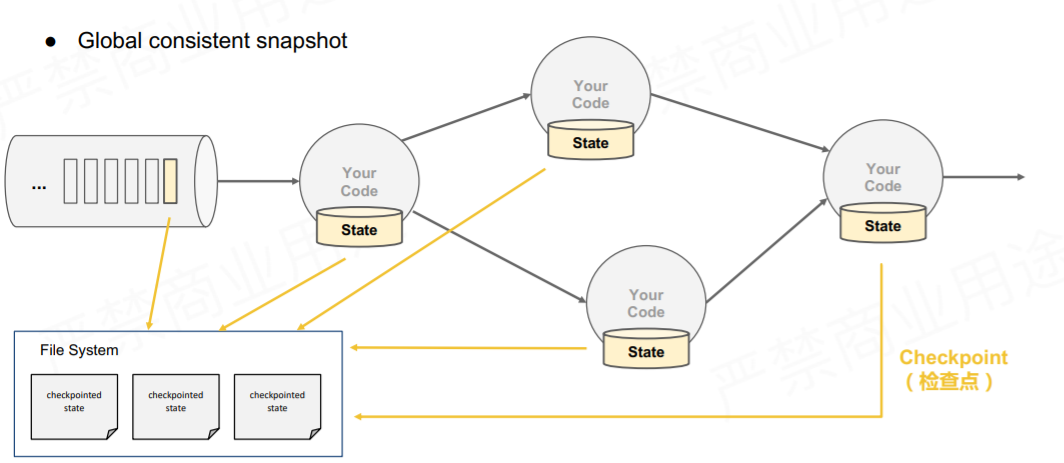 ● Global consistent snapshot
...
Your
Code
State
Your
Code
State
Your
Code
State
Your
Code
State
File System
checkpointed
state
checkpointed
state
checkpointed
state
Checkpoint
（检查点）
严禁商业用途